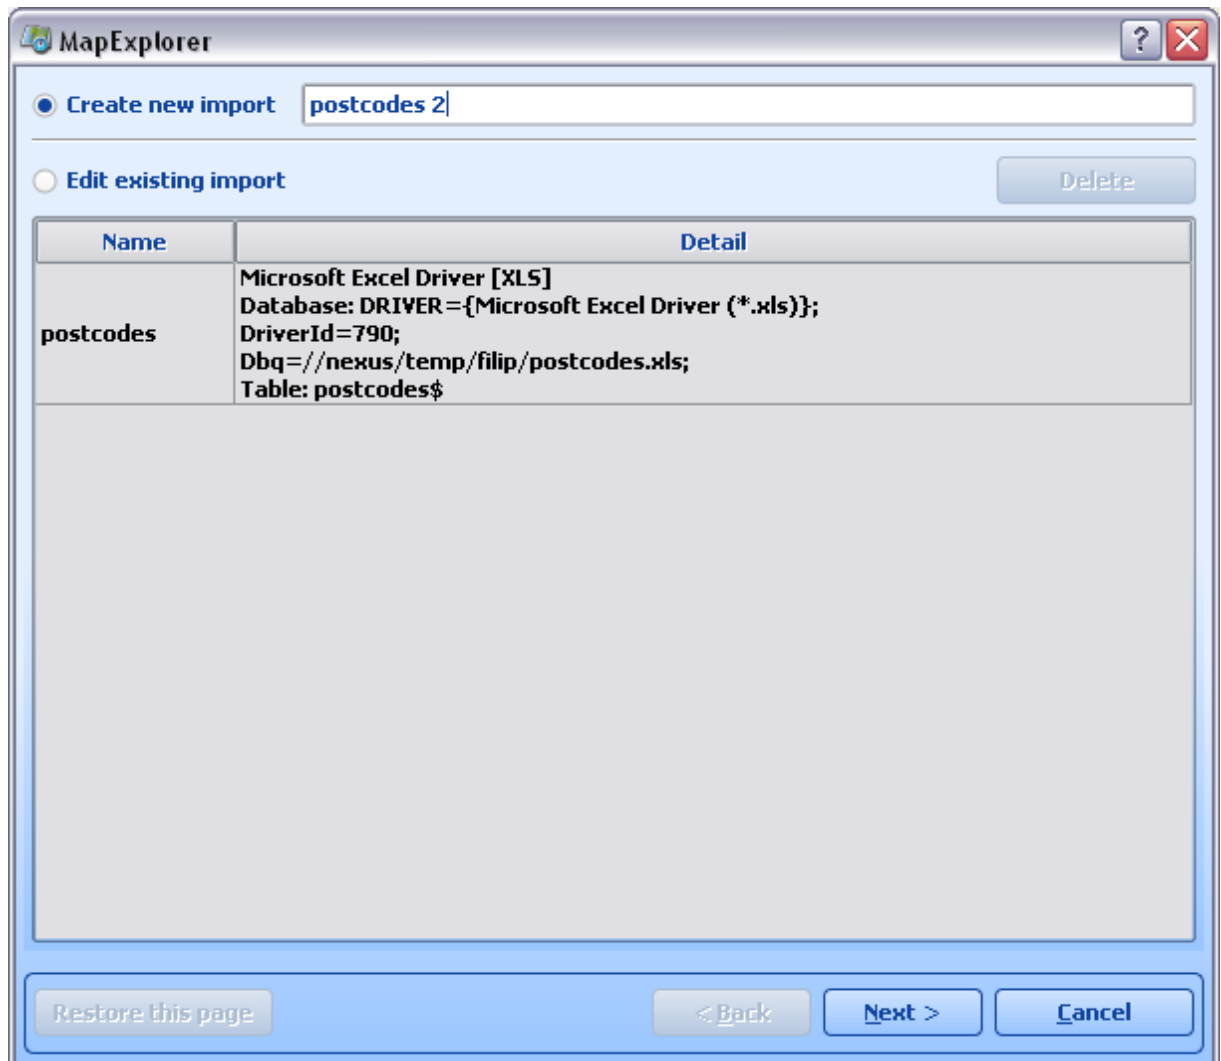 MapExplorer
Create new import
postcodes 2
Edit existing import
Delete
Name
Detail
postcodes
Microsoft Excel Driver [XLS]
Database: DRIVER={Microsoft Excel Driver (*.xls)};
DriverId=790;
Dbq=//nexus/temp/filip/postcodes.xls;
Table: postcodes$
Restore this page
< Back
Next >
Cancel